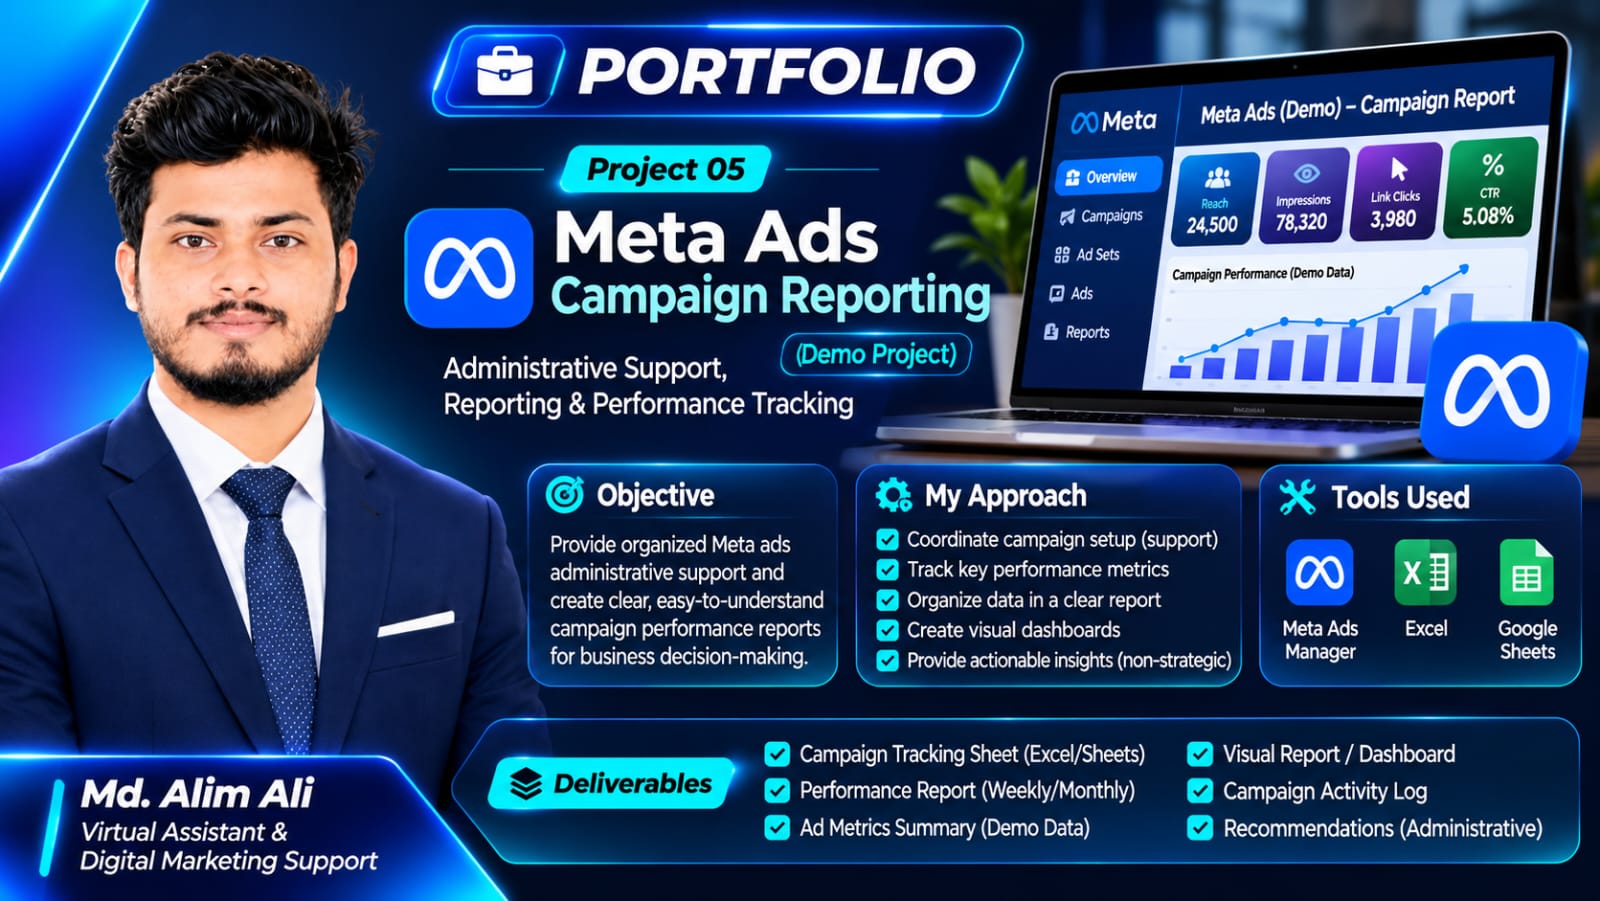 PORTFOLIO
Project 05
Meta Ads
Campaign Reporting
(Demo Project)
Administrative Support,
Reporting & Performance Tracking
Meta
Meta Ads (Demo) – Campaign Report
Overview
Campaigns
Ad Sets
Ads
Reports
Reach
24,500
Impressions
78,320
Link Clicks
3,980
%
CTR
5.08%
Campaign Performance (Demo Data)
Objective
Provide organized Meta ads
administrative support and
create clear, easy-to-understand
campaign performance reports
for business decision-making.
My Approach
Coordinate campaign setup (support)
Track key performance metrics
Organize data in a clear report
Create visual dashboards
Provide actionable insights (non-strategic)
Tools Used
Meta Ads
Manager
X
Excel
Google
Sheets
Deliverables
Campaign Tracking Sheet (Excel/Sheets)
Performance Report (Weekly/Monthly)
Ad Metrics Summary (Demo Data)
Visual Report / Dashboard
Campaign Activity Log
Recommendations (Administrative)
Md. Alim Ali
Virtual Assistant &
Digital Marketing Support